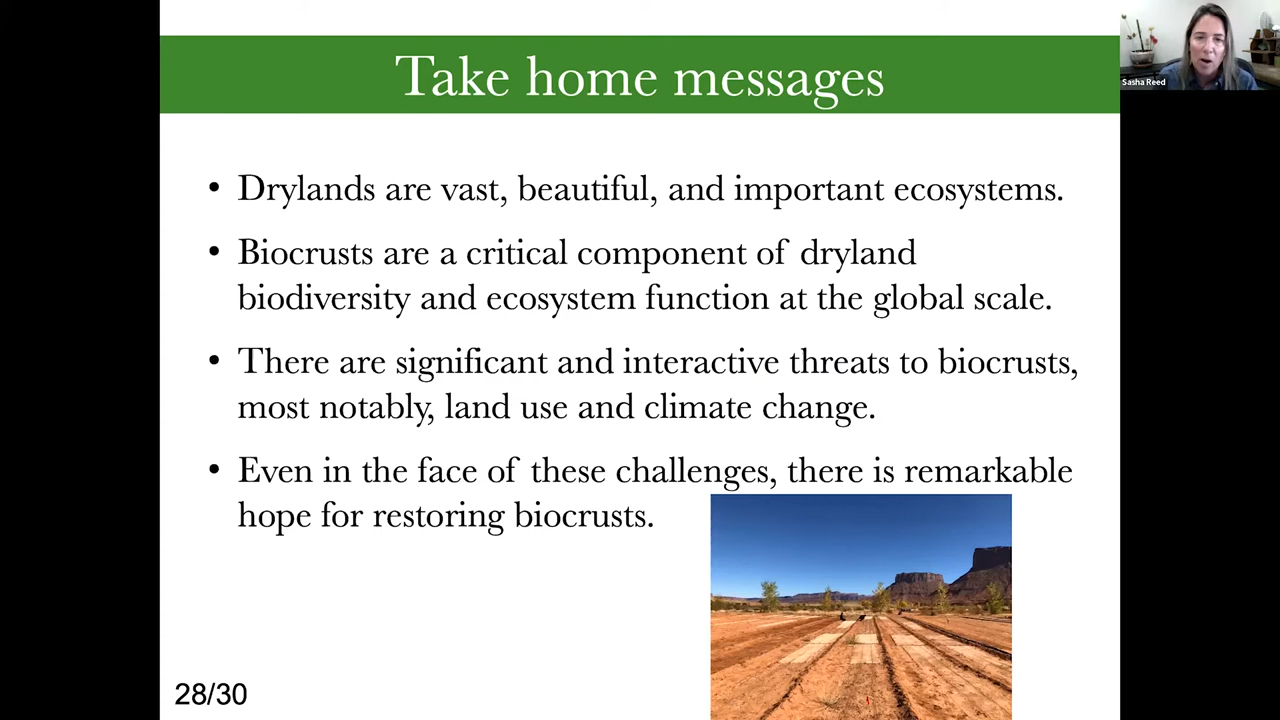 Take home messages
Sasha Reed
• Drylands are vast, beautiful, and important ecosystems.
• Biocrusts are a critical component of dryland
biodiversity and ecosystem function at the global scale.
• There are significant and interactive threats to biocrusts,
most notably, land use and climate change.
• Even in the face of these challenges, there is remarkable
hope for restoring biocrusts.
28/30